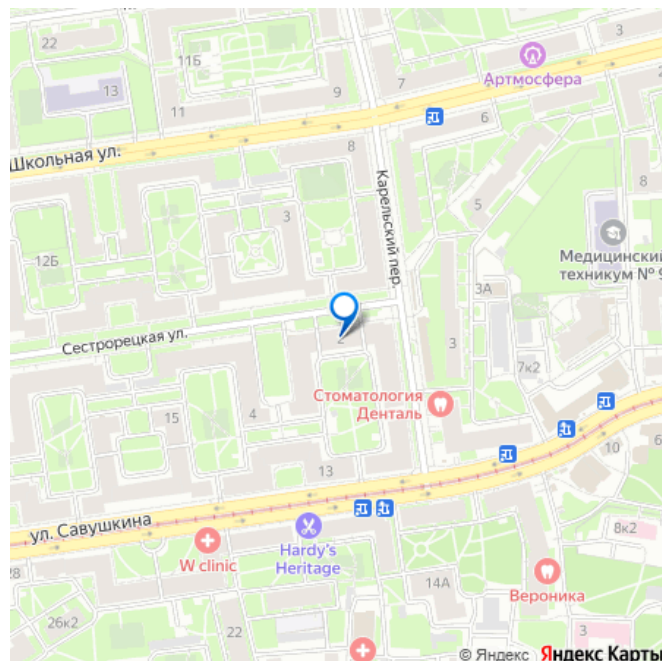 22
11Б
3
Артмосфера
7
13
9
11
6
Школьная ул.
8
Карельский пер.
8
5
3
Медицинский
техникум № 9
12Б
3А
Сестрорецкая ул.
2
3
7к2
Стоматология
Денталь
15
4
10
6
13
ул. Савушкина
8к2
W clinic
Hardy's
Heritage
28
14А
Вероника
26к2
22
3
© Яндекс Яндекс Карты